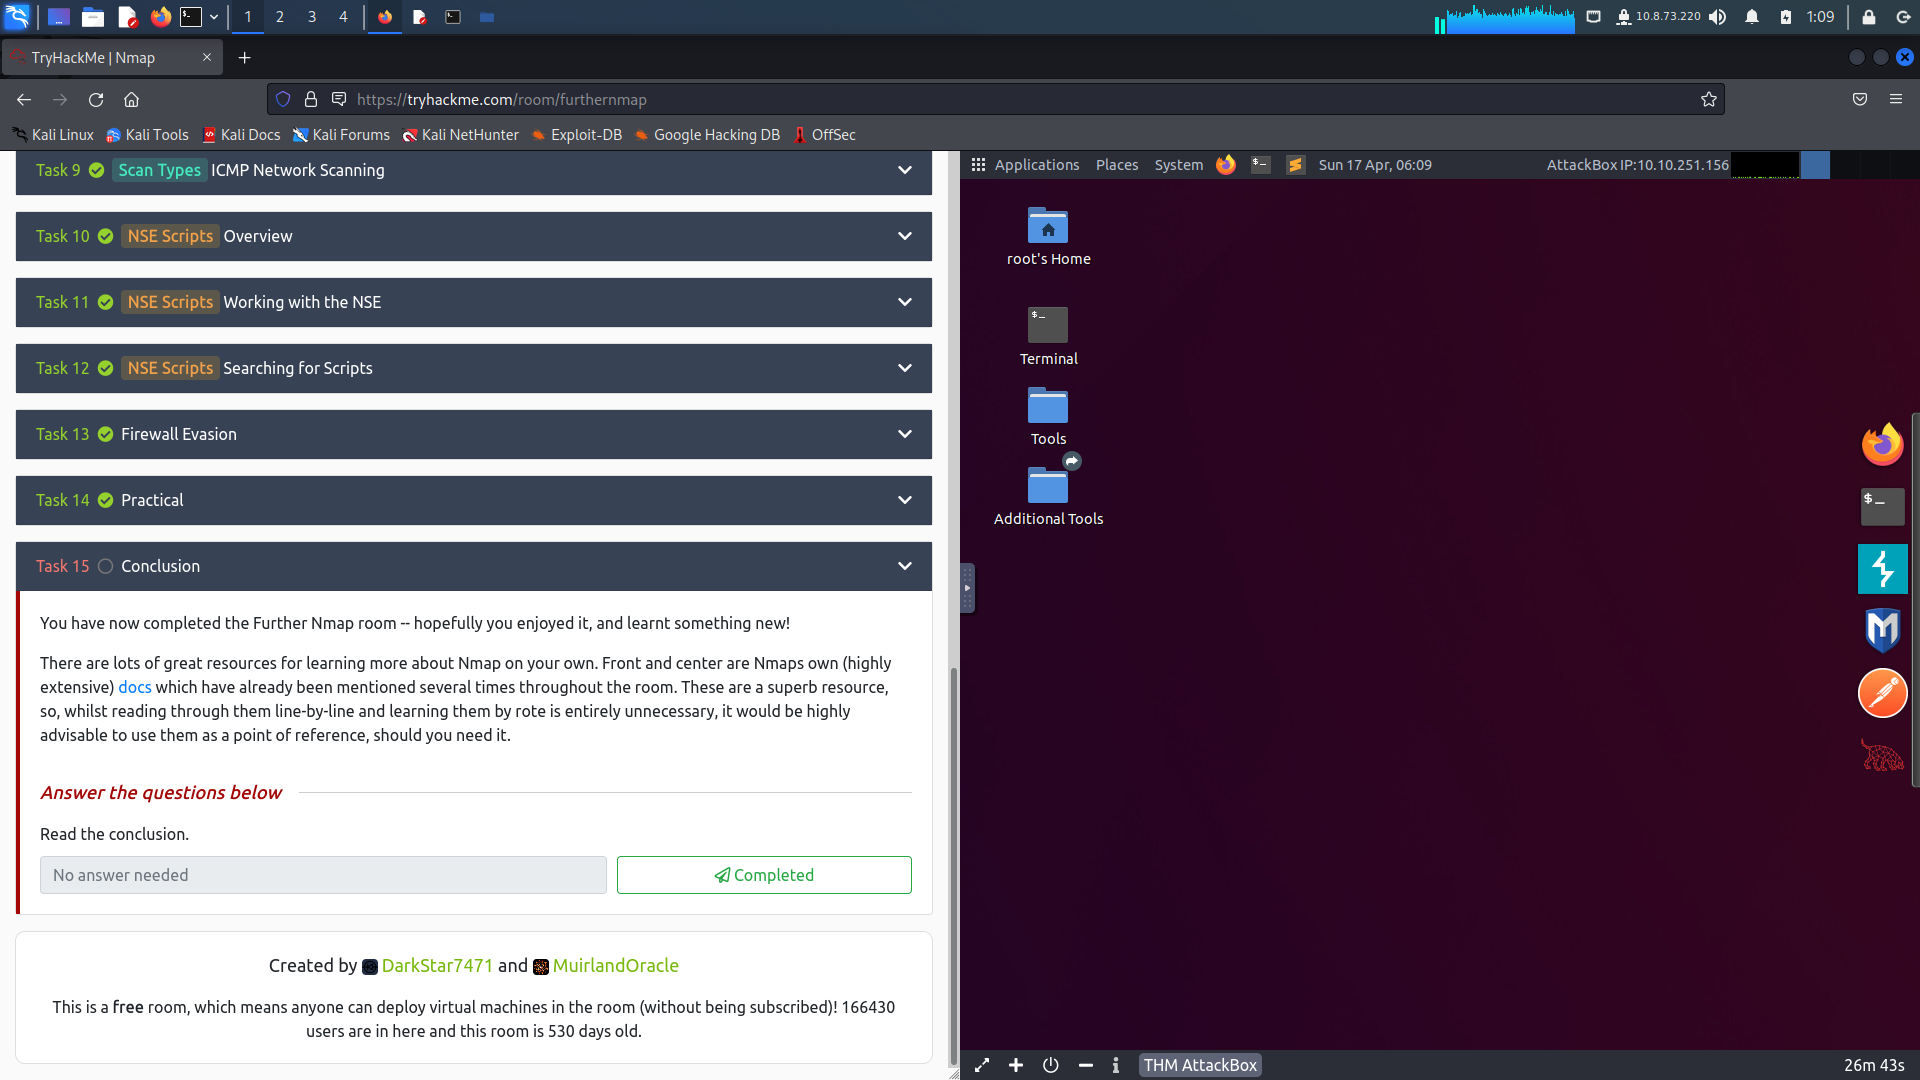 1 2 3 4
10.8.73.220
1:09
TryHackMe | Nmap
https://tryhackme.com/room/furthernmap
Kali Linux Kali Tools Kali Docs Kali Forums Kali NetHunter Exploit-DB Google Hacking DB OffSec
Task 9 Scan Types ICMP Network Scanning
Task 10 NSE Scripts Overview
Task 11 NSE Scripts Working with the NSE
Task 12 NSE Scripts Searching for Scripts
Task 13 Firewall Evasion
Task 14 Practical
Task 15 Conclusion
You have now completed the Further Nmap room -- hopefully you enjoyed it, and learnt something new!
There are lots of great resources for learning more about Nmap on your own. Front and center are Nmaps own (highly
extensive) docs which have already been mentioned several times throughout the room. These are a superb resource,
so, whilst reading through them line-by-line and learning them by rote is entirely unnecessary, it would be highly
advisable to use them as a point of reference, should you need it.
Answer the questions below
Read the conclusion.
No answer needed
Completed
Created by DarkStar7471 and MuirlandOracle
This is a free room, which means anyone can deploy virtual machines in the room (without being subscribed)! 166430
users are in here and this room is 530 days old.
Applications Places System Sun 17 Apr, 06:09 AttackBox IP:10.10.251.156
root's Home
Terminal
Tools
Additional Tools
THM AttackBox
26m 43s